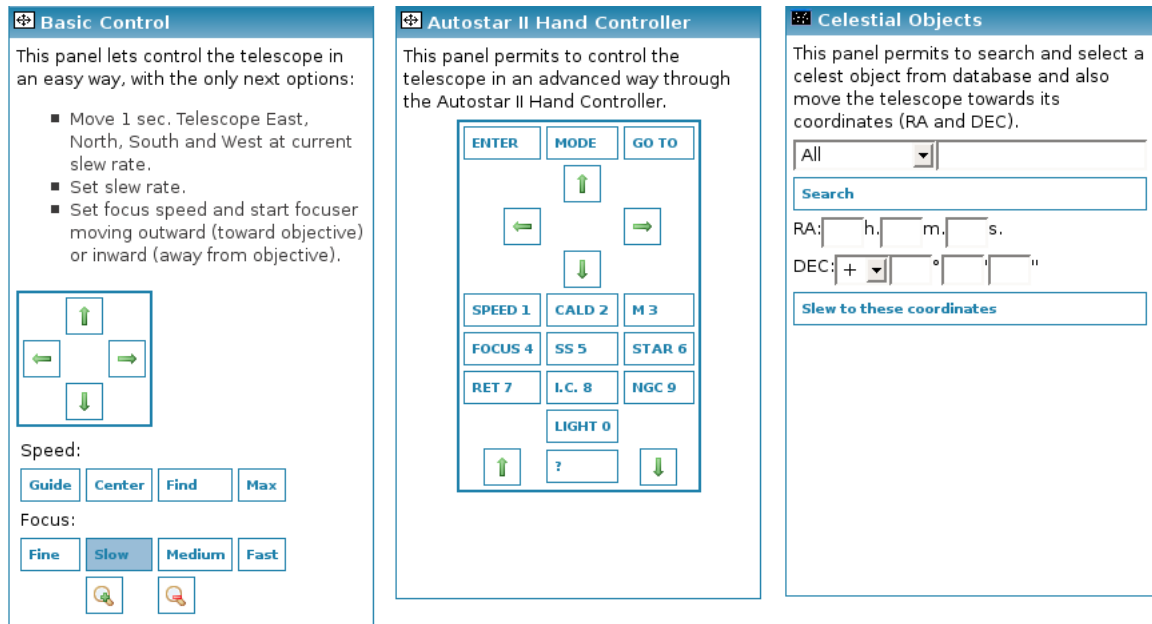 Basic Control
This panel lets control the telescope in
an easy way, with the only next options:
Move 1 sec. Telescope East,
North, South and West at current
slew rate.
Set slew rate.
Set focus speed and start focuser
moving outward (toward objective)
or inward (away from objective).
Speed:
Guide Center Find Max
Focus:
Fine Slow Medium Fast
Autostar II Hand Controller
This panel permits to control the
telescope in an advanced way through
the Autostar II Hand Controller.
ENTER MODE GO TO
SPEED 1 CALD 2 M 3
FOCUS 4 SS 5 STAR 6
RET 7 I.C. 8 NGC 9
LIGHT 0
?
Celestial Objects
This panel permits to search and select a
celest object from database and also
move the telescope towards its
coordinates (RA and DEC).
All
Search
RA: h. m. s.
DEC: + ° ' "
Slew to these coordinates